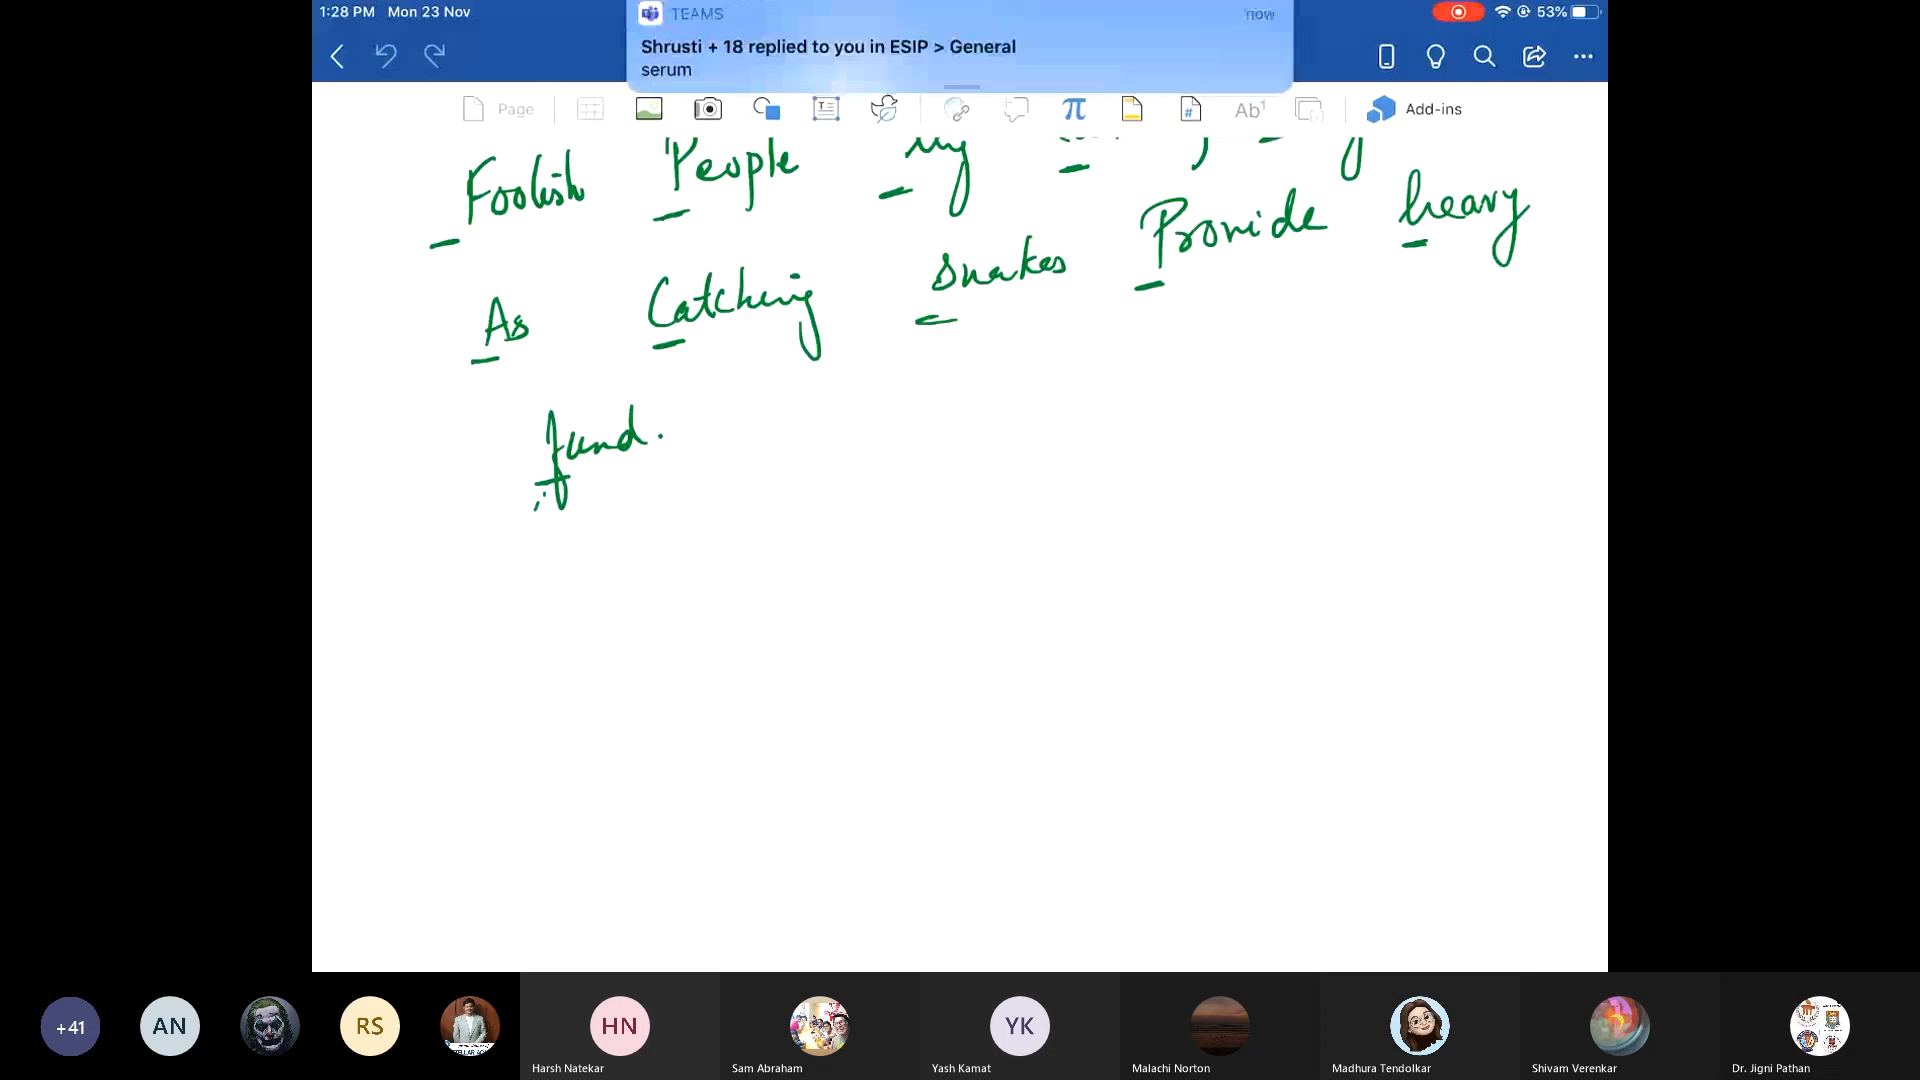 1:28 PM Mon 23 Nov
TEAMS now
53%
Shrusti + 18 replied to you in ESIP > General
serum
Page Ab¹ Add-ins
Foolish People my
As Catching snakes Provide heavy
fund.
+41 AN RS HN YK
Harsh Natekar Sam Abraham Yash Kamat Malachi Norton Madhura Tendolkar Shivam Verenkar Dr. Jigni Pathan